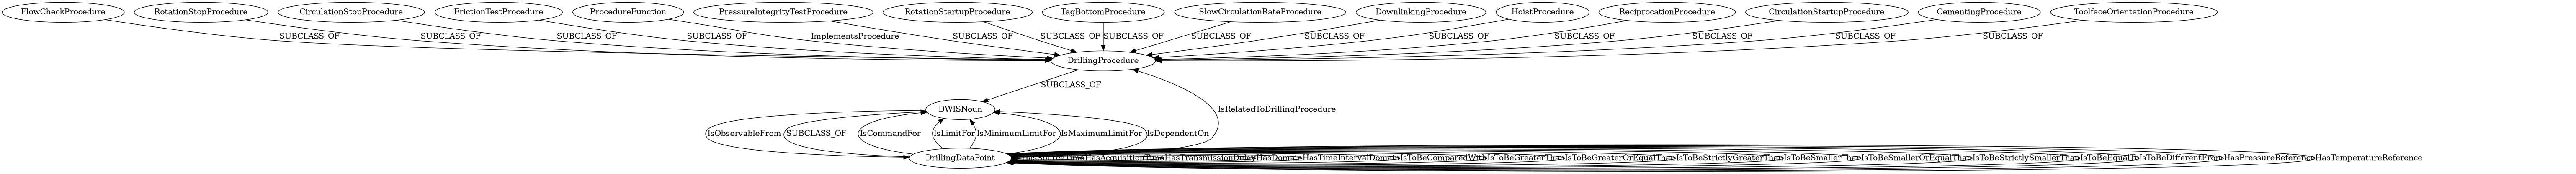 FlowCheckProcedure
RotationStopProcedure
CirculationStopProcedure
FrictionTestProcedure
ProcedureFunction
PressureIntegrityTestProcedure
RotationStartupProcedure
TagBottomProcedure
SlowCirculationRateProcedure
DownlinkingProcedure
HoistProcedure
ReciprocationProcedure
CirculationStartupProcedure
CementingProcedure
ToolfaceOrientationProcedure
SUBCLASS_OF
SUBCLASS_OF
SUBCLASS_OF
SUBCLASS_OF
ImplementsProcedure
SUBCLASS_OF
SUBCLASS_OF
SUBCLASS_OF
SUBCLASS_OF
SUBCLASS_OF
SUBCLASS_OF
SUBCLASS_OF
SUBCLASS_OF
SUBCLASS_OF
SUBCLASS_OF
DrillingProcedure
SUBCLASS_OF
DWISNoun
IsRelatedToDrillingProcedure
IsObservableFrom
SUBCLASS_OF
IsCommandFor
IsLimitFor
IsMinimumLimitFor
IsMaximumLimitFor
IsDependentOn
DrillingDataPoint
HasAcquisitionTime
HasTransmissionDelay
HasDomain
HasTimeIntervalDomain
IsToBeComparedWith
IsToBeGreaterThan
IsToBeGreaterOrEqualThan
IsToBeStrictlyGreaterThan
IsToBeSmallerThan
IsToBeSmallerOrEqualThan
IsToBeStrictlySmallerThan
IsToBeEqualTo
IsToBeDifferentFrom
HasPressureReference
HasTemperatureReference